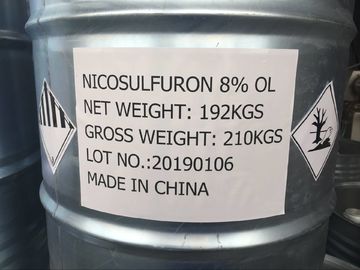 NICOSULFURON 8% OL
NET WEIGHT: 192KGS
GROSS WEIGHT: 210KGS
LOT NO.:20190106
MADE IN CHINA